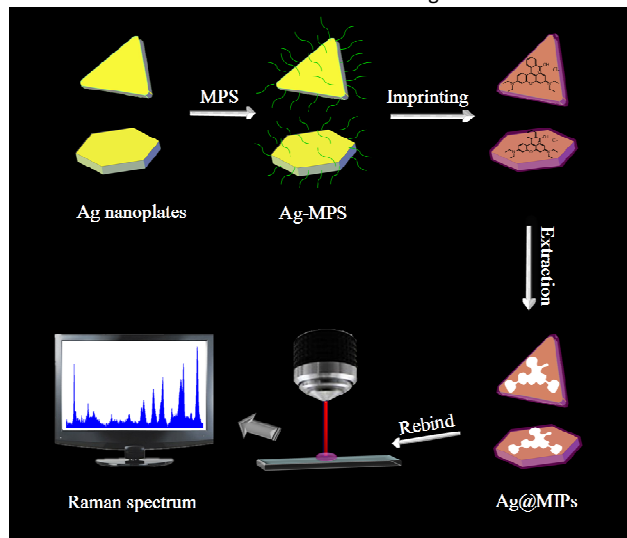 MPS
Imprinting
Ag nanoplates
Ag-MPS
Extraction
Rebind
Raman spectrum
Ag@MIPs